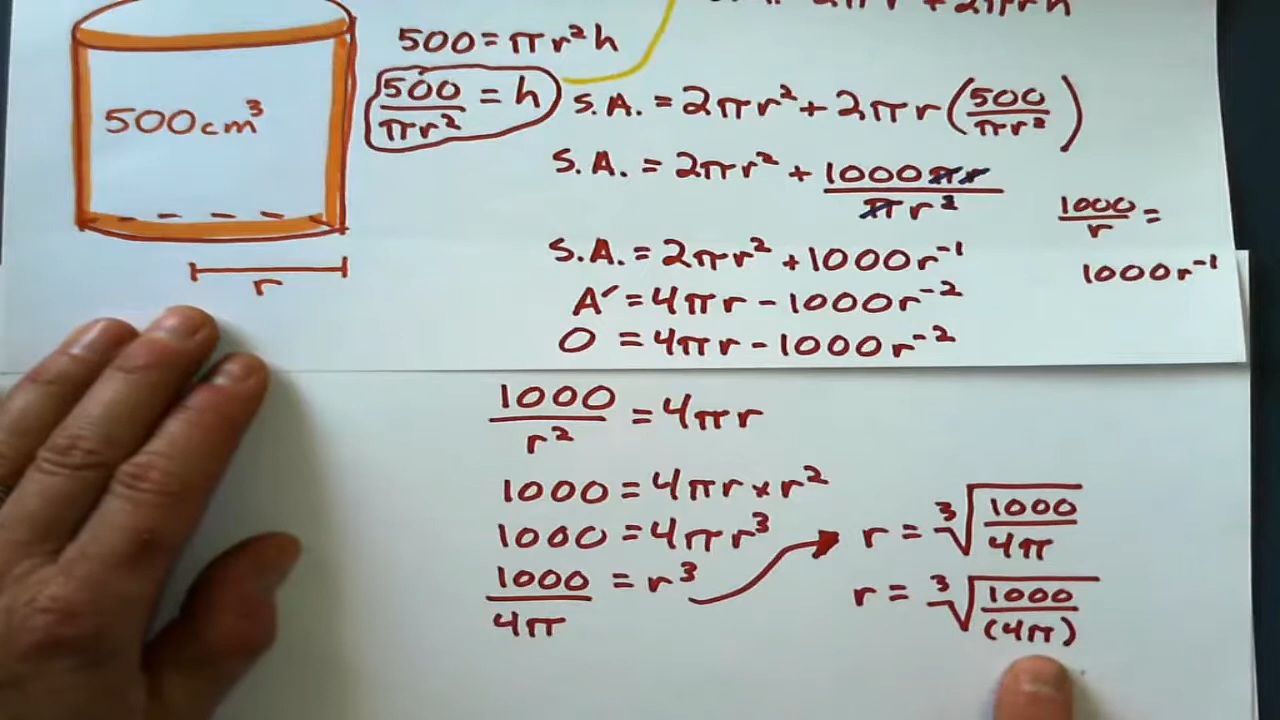 500cm³
r
500 = πr²h
500/πr² = h
S.A. = 2πr² + 2πr(500/πr²)
S.A. = 2πr² + 1000πr/πr²
1000/r =
1000r⁻¹
S.A. = 2πr² + 1000r⁻¹
A′ = 4πr - 1000r⁻²
0 = 4πr - 1000r⁻²
1000/r² = 4πr
1000 = 4πr × r²
1000 = 4πr³
1000/4π = r³
r = ³√(1000/4π)
r = ³√(1000/(4π))